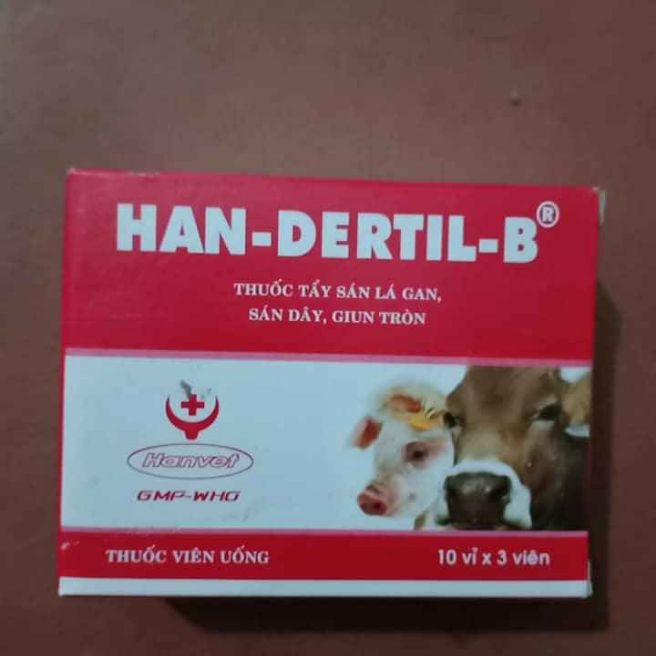 HAN-DERTIL-B®
THUỐC TẨY SÁN LÁ GAN,
SÁN DÂY, GIUN TRÒN
Hanvet
GMP-WHO
THUỐC VIÊN UỐNG
10 vỉ x 3 viên